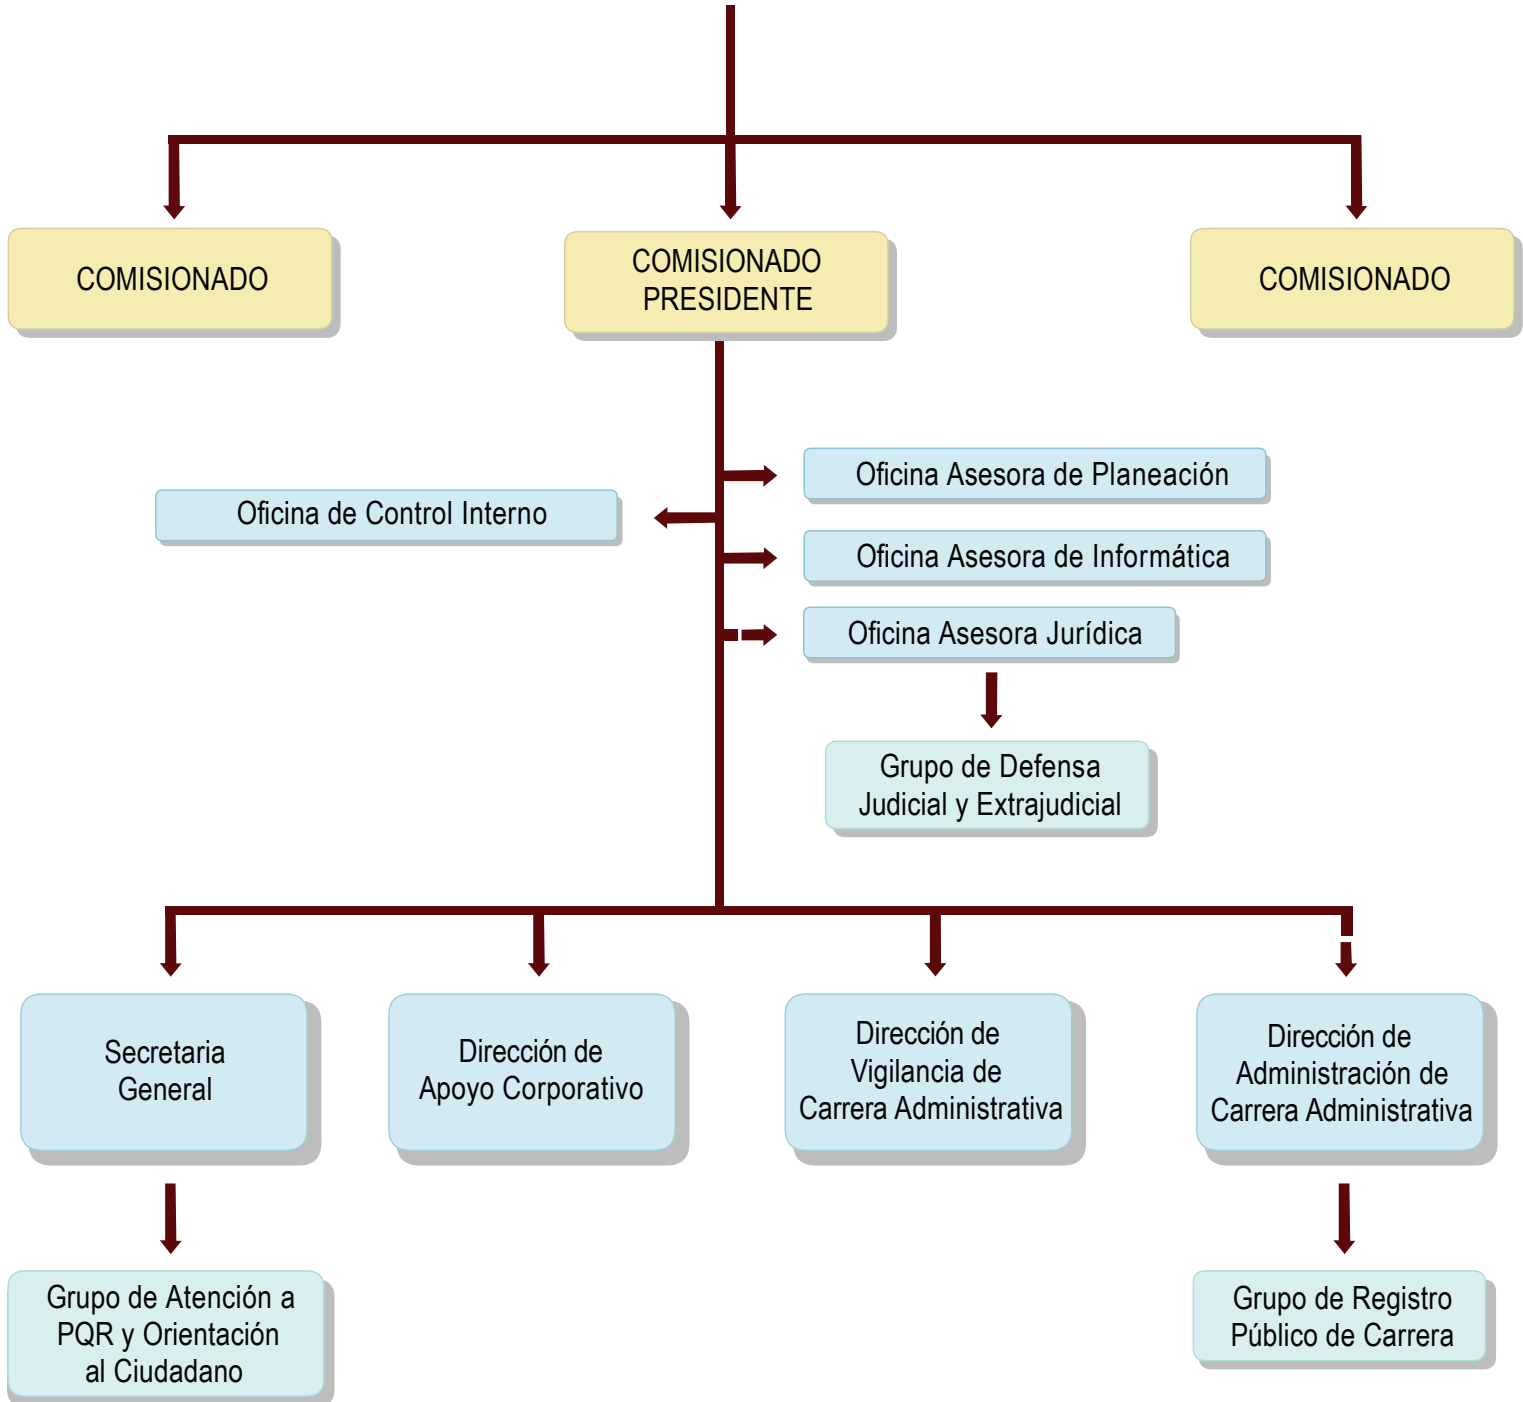 COMISIONADO
COMISIONADO
PRESIDENTE
COMISIONADO
Oficina Asesora de Planeación
Oficina de Control Interno
Oficina Asesora de Informática
Oficina Asesora Jurídica
Grupo de Defensa
Judicial y Extrajudicial
Secretaria
General
Dirección de
Apoyo Corporativo
Dirección de
Vigilancia de
Carrera Administrativa
Dirección de
Administración de
Carrera Administrativa
Grupo de Atención a
PQR y Orientación
al Ciudadano
Grupo de Registro
Público de Carrera